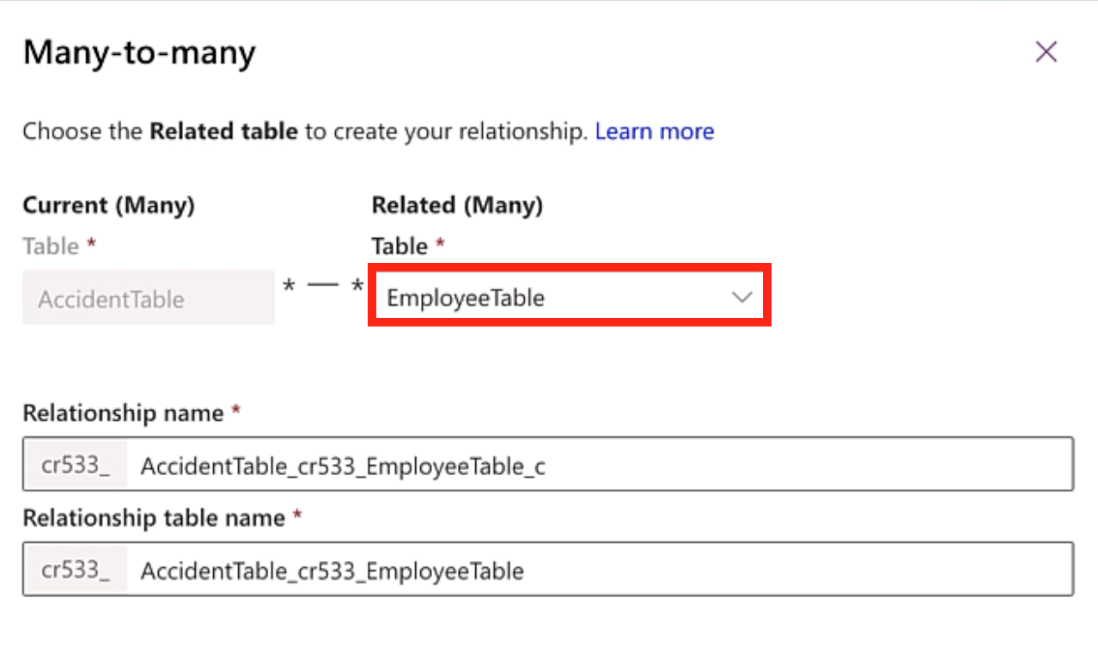 Many-to-many
Choose the Related table to create your relationship. Learn more
Current (Many) Related (Many)
Table * Table *
AccidentTable * — * EmployeeTable
Relationship name *
cr533_ AccidentTable_cr533_EmployeeTable_c
Relationship table name *
cr533_ AccidentTable_cr533_EmployeeTable